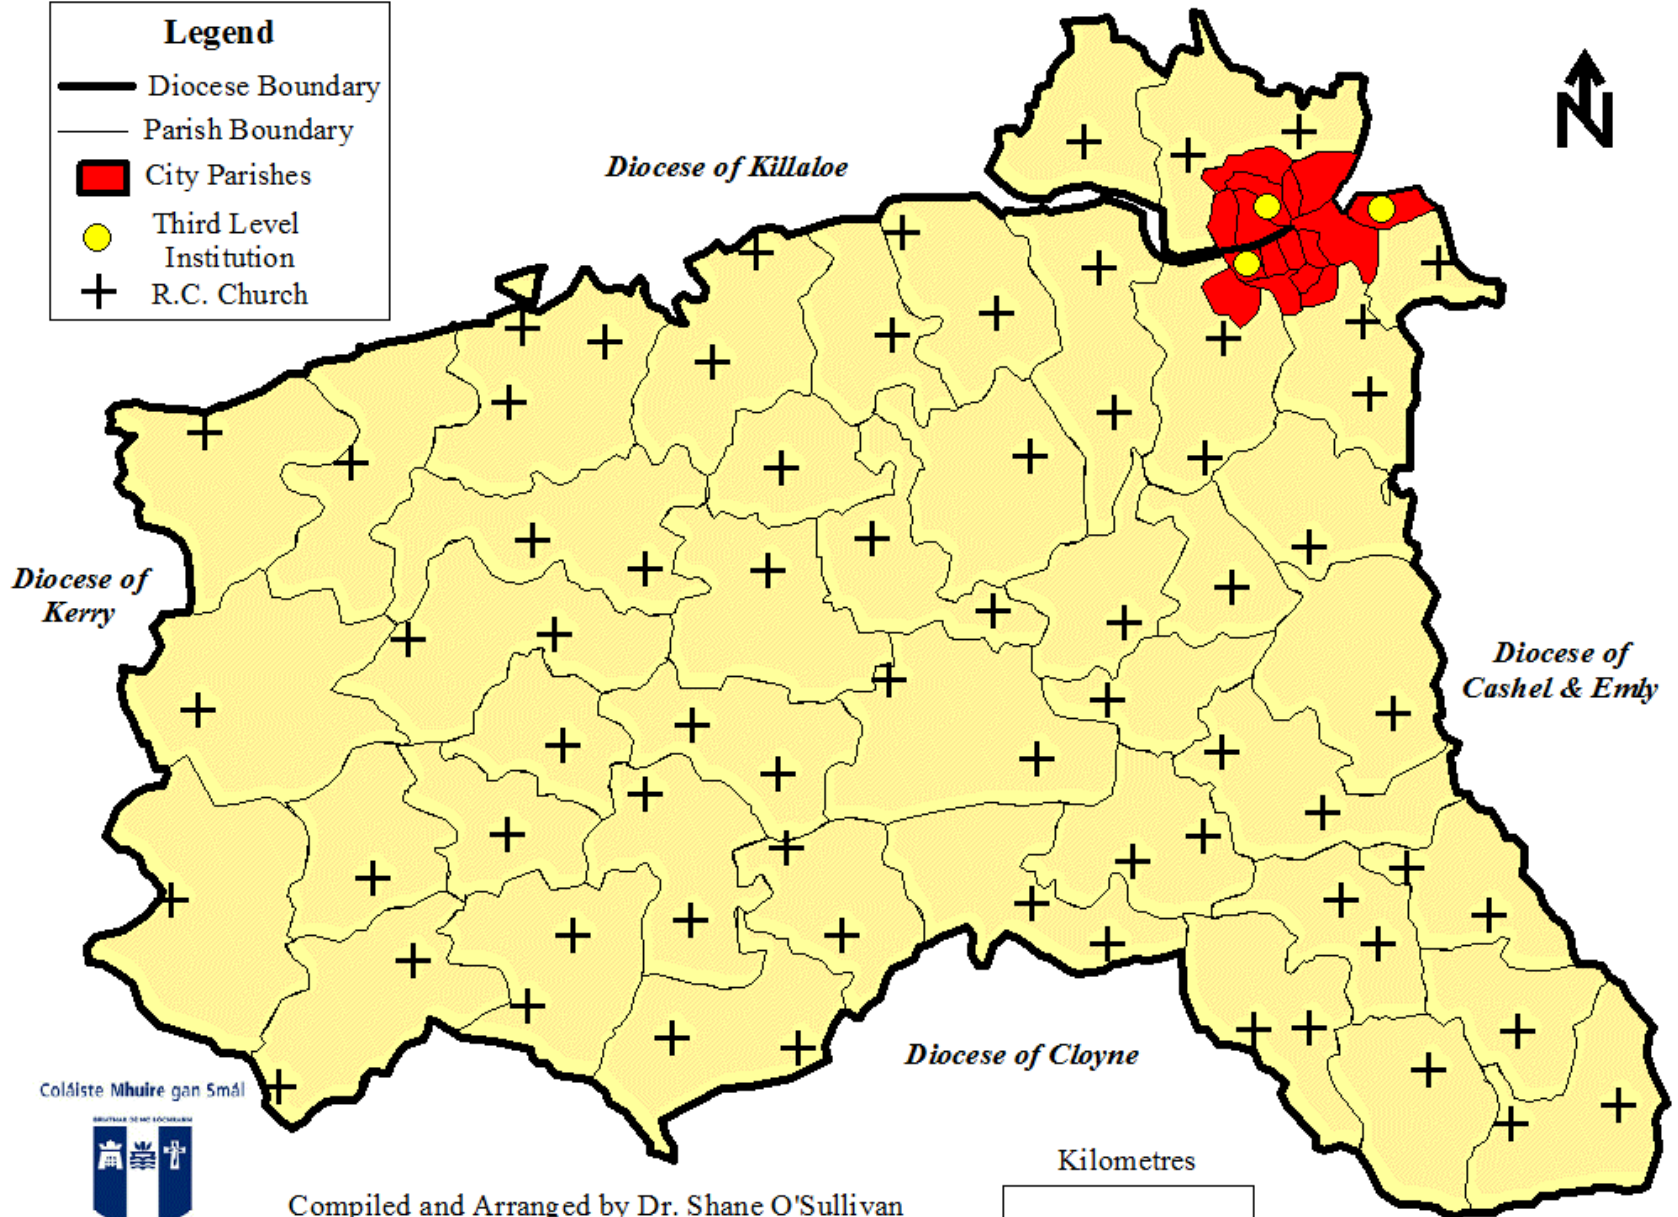 Legend
Diocese Boundary
Parish Boundary
City Parishes
Third Level
Institution
R.C. Church
Diocese of Killaloe
N
Diocese of
Kerry
Diocese of
Cashel & Emly
Diocese of Cloyne
Coláiste Mhuire gan Smál
Kilometres
Compiled and Arranged by Dr. Shane O'Sullivan